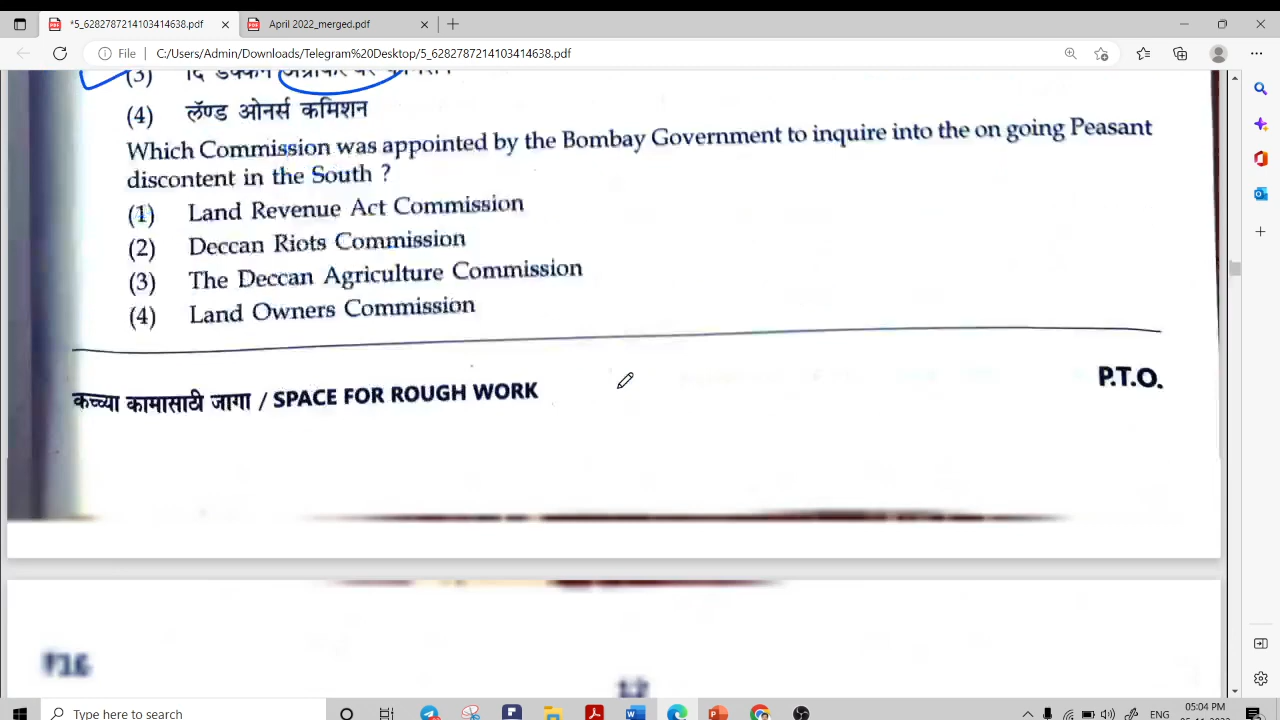 *5_6282787214103414638.pdf
April 2022_merged.pdf
File
C:/Users/Admin/Downloads/Telegram%20Desktop/5_6282787214103414638.pdf
(3) दि डेक्कन
(4) लॅण्ड ओनर्स कमिशन
Which Commission was appointed by the Bombay Government to inquire into the on going Peasant
discontent in the South ?
(1) Land Revenue Act Commission
(2) Deccan Riots Commission
(3) The Deccan Agriculture Commission
(4) Land Owners Commission
कच्च्या कामासाठी जागा / SPACE FOR ROUGH WORK
P.T.O.
12
Type here to search
ENG
05:04 PM